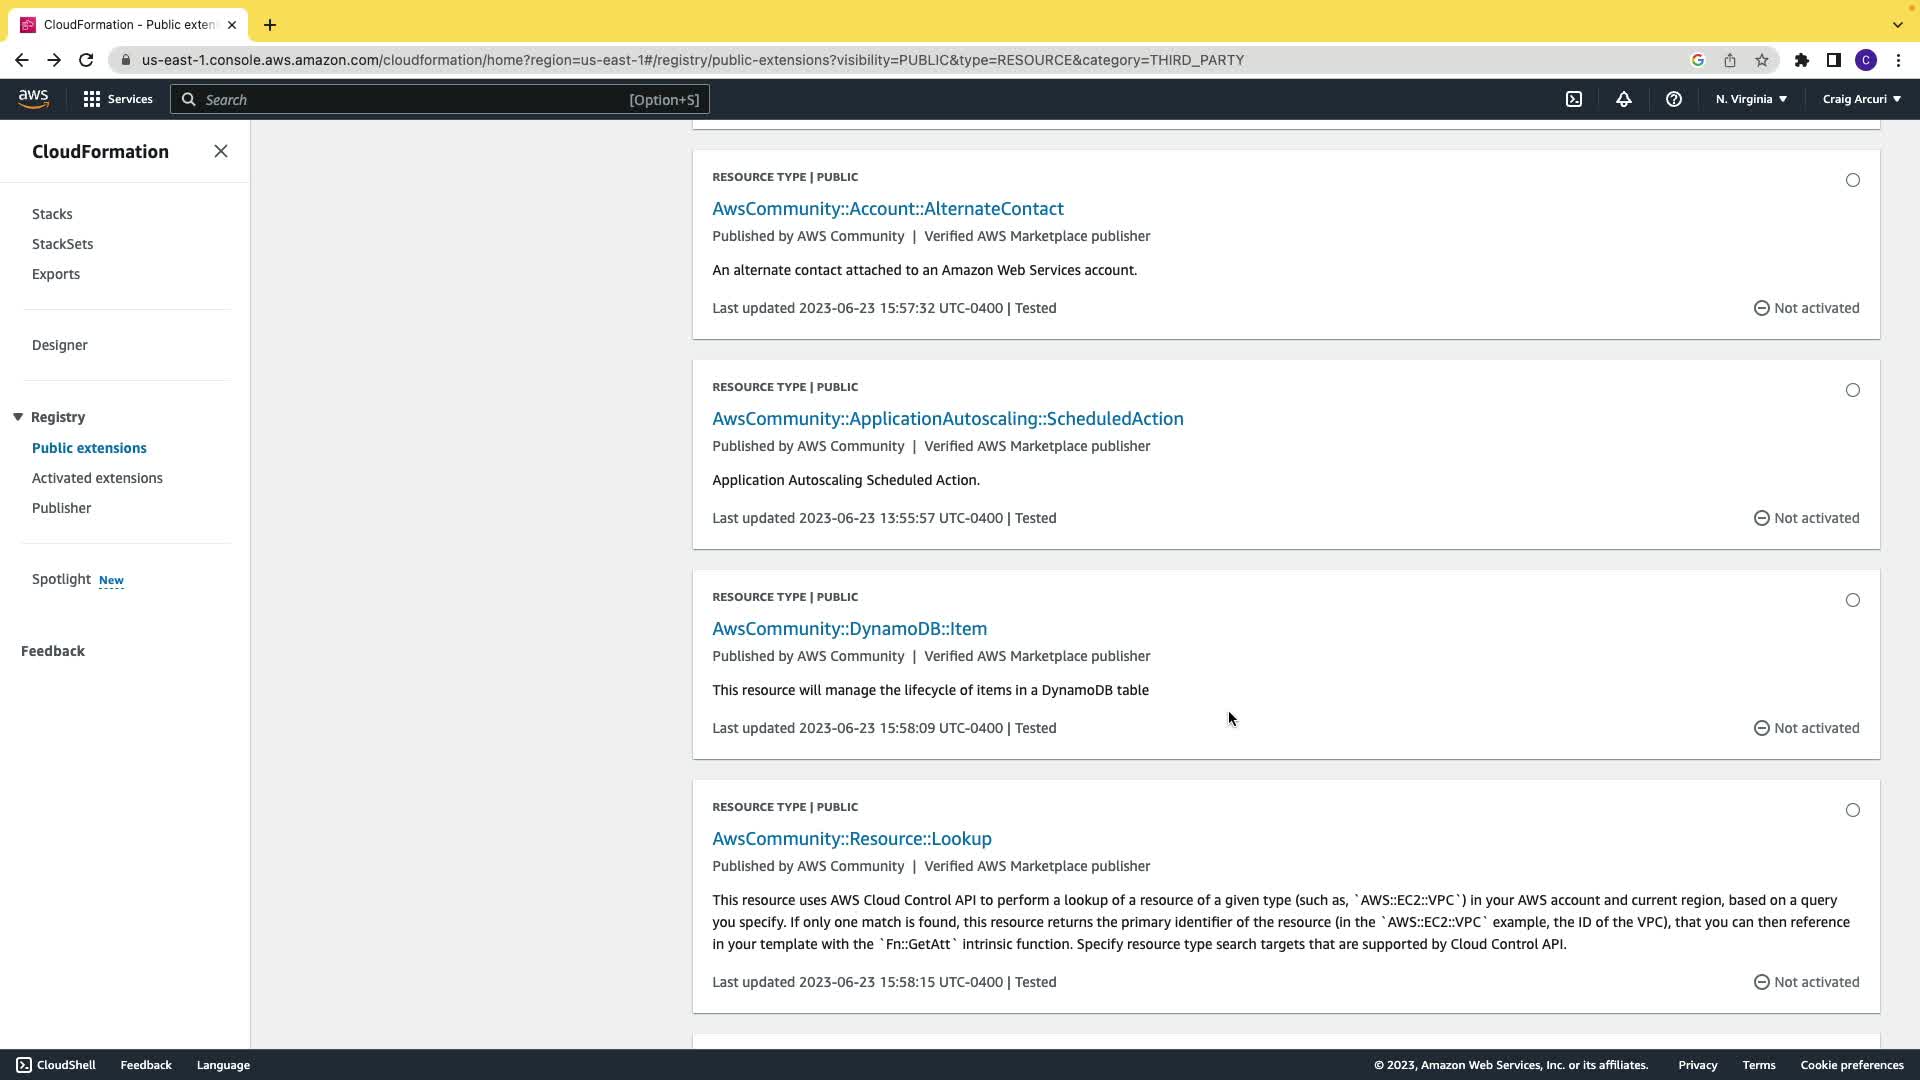 CloudFormation - Public exten
us-east-1.console.aws.amazon.com/cloudformation/home?region=us-east-1#/registry/public-extensions?visibility=PUBLIC&type=RESOURCE&category=THIRD_PARTY
C
aws
Services
Search
[Option+S]
N. Virginia
Craig Arcuri
CloudFormation
Stacks
StackSets
Exports
Designer
Registry
Public extensions
Activated extensions
Publisher
Spotlight New
Feedback
RESOURCE TYPE | PUBLIC
AwsCommunity::Account::AlternateContact
Published by AWS Community | Verified AWS Marketplace publisher
An alternate contact attached to an Amazon Web Services account.
Last updated 2023-06-23 15:57:32 UTC-0400 | Tested
Not activated
RESOURCE TYPE | PUBLIC
AwsCommunity::ApplicationAutoscaling::ScheduledAction
Published by AWS Community | Verified AWS Marketplace publisher
Application Autoscaling Scheduled Action.
Last updated 2023-06-23 13:55:57 UTC-0400 | Tested
Not activated
RESOURCE TYPE | PUBLIC
AwsCommunity::DynamoDB::Item
Published by AWS Community | Verified AWS Marketplace publisher
This resource will manage the lifecycle of items in a DynamoDB table
Last updated 2023-06-23 15:58:09 UTC-0400 | Tested
Not activated
RESOURCE TYPE | PUBLIC
AwsCommunity::Resource::Lookup
Published by AWS Community | Verified AWS Marketplace publisher
This resource uses AWS Cloud Control API to perform a lookup of a resource of a given type (such as, `AWS::EC2::VPC`) in your AWS account and current region, based on a query
you specify. If only one match is found, this resource returns the primary identifier of the resource (in the `AWS::EC2::VPC` example, the ID of the VPC), that you can then reference
in your template with the `Fn::GetAtt` intrinsic function. Specify resource type search targets that are supported by Cloud Control API.
Last updated 2023-06-23 15:58:15 UTC-0400 | Tested
Not activated
CloudShell
Feedback
Language
© 2023, Amazon Web Services, Inc. or its affiliates.
Privacy
Terms
Cookie preferences